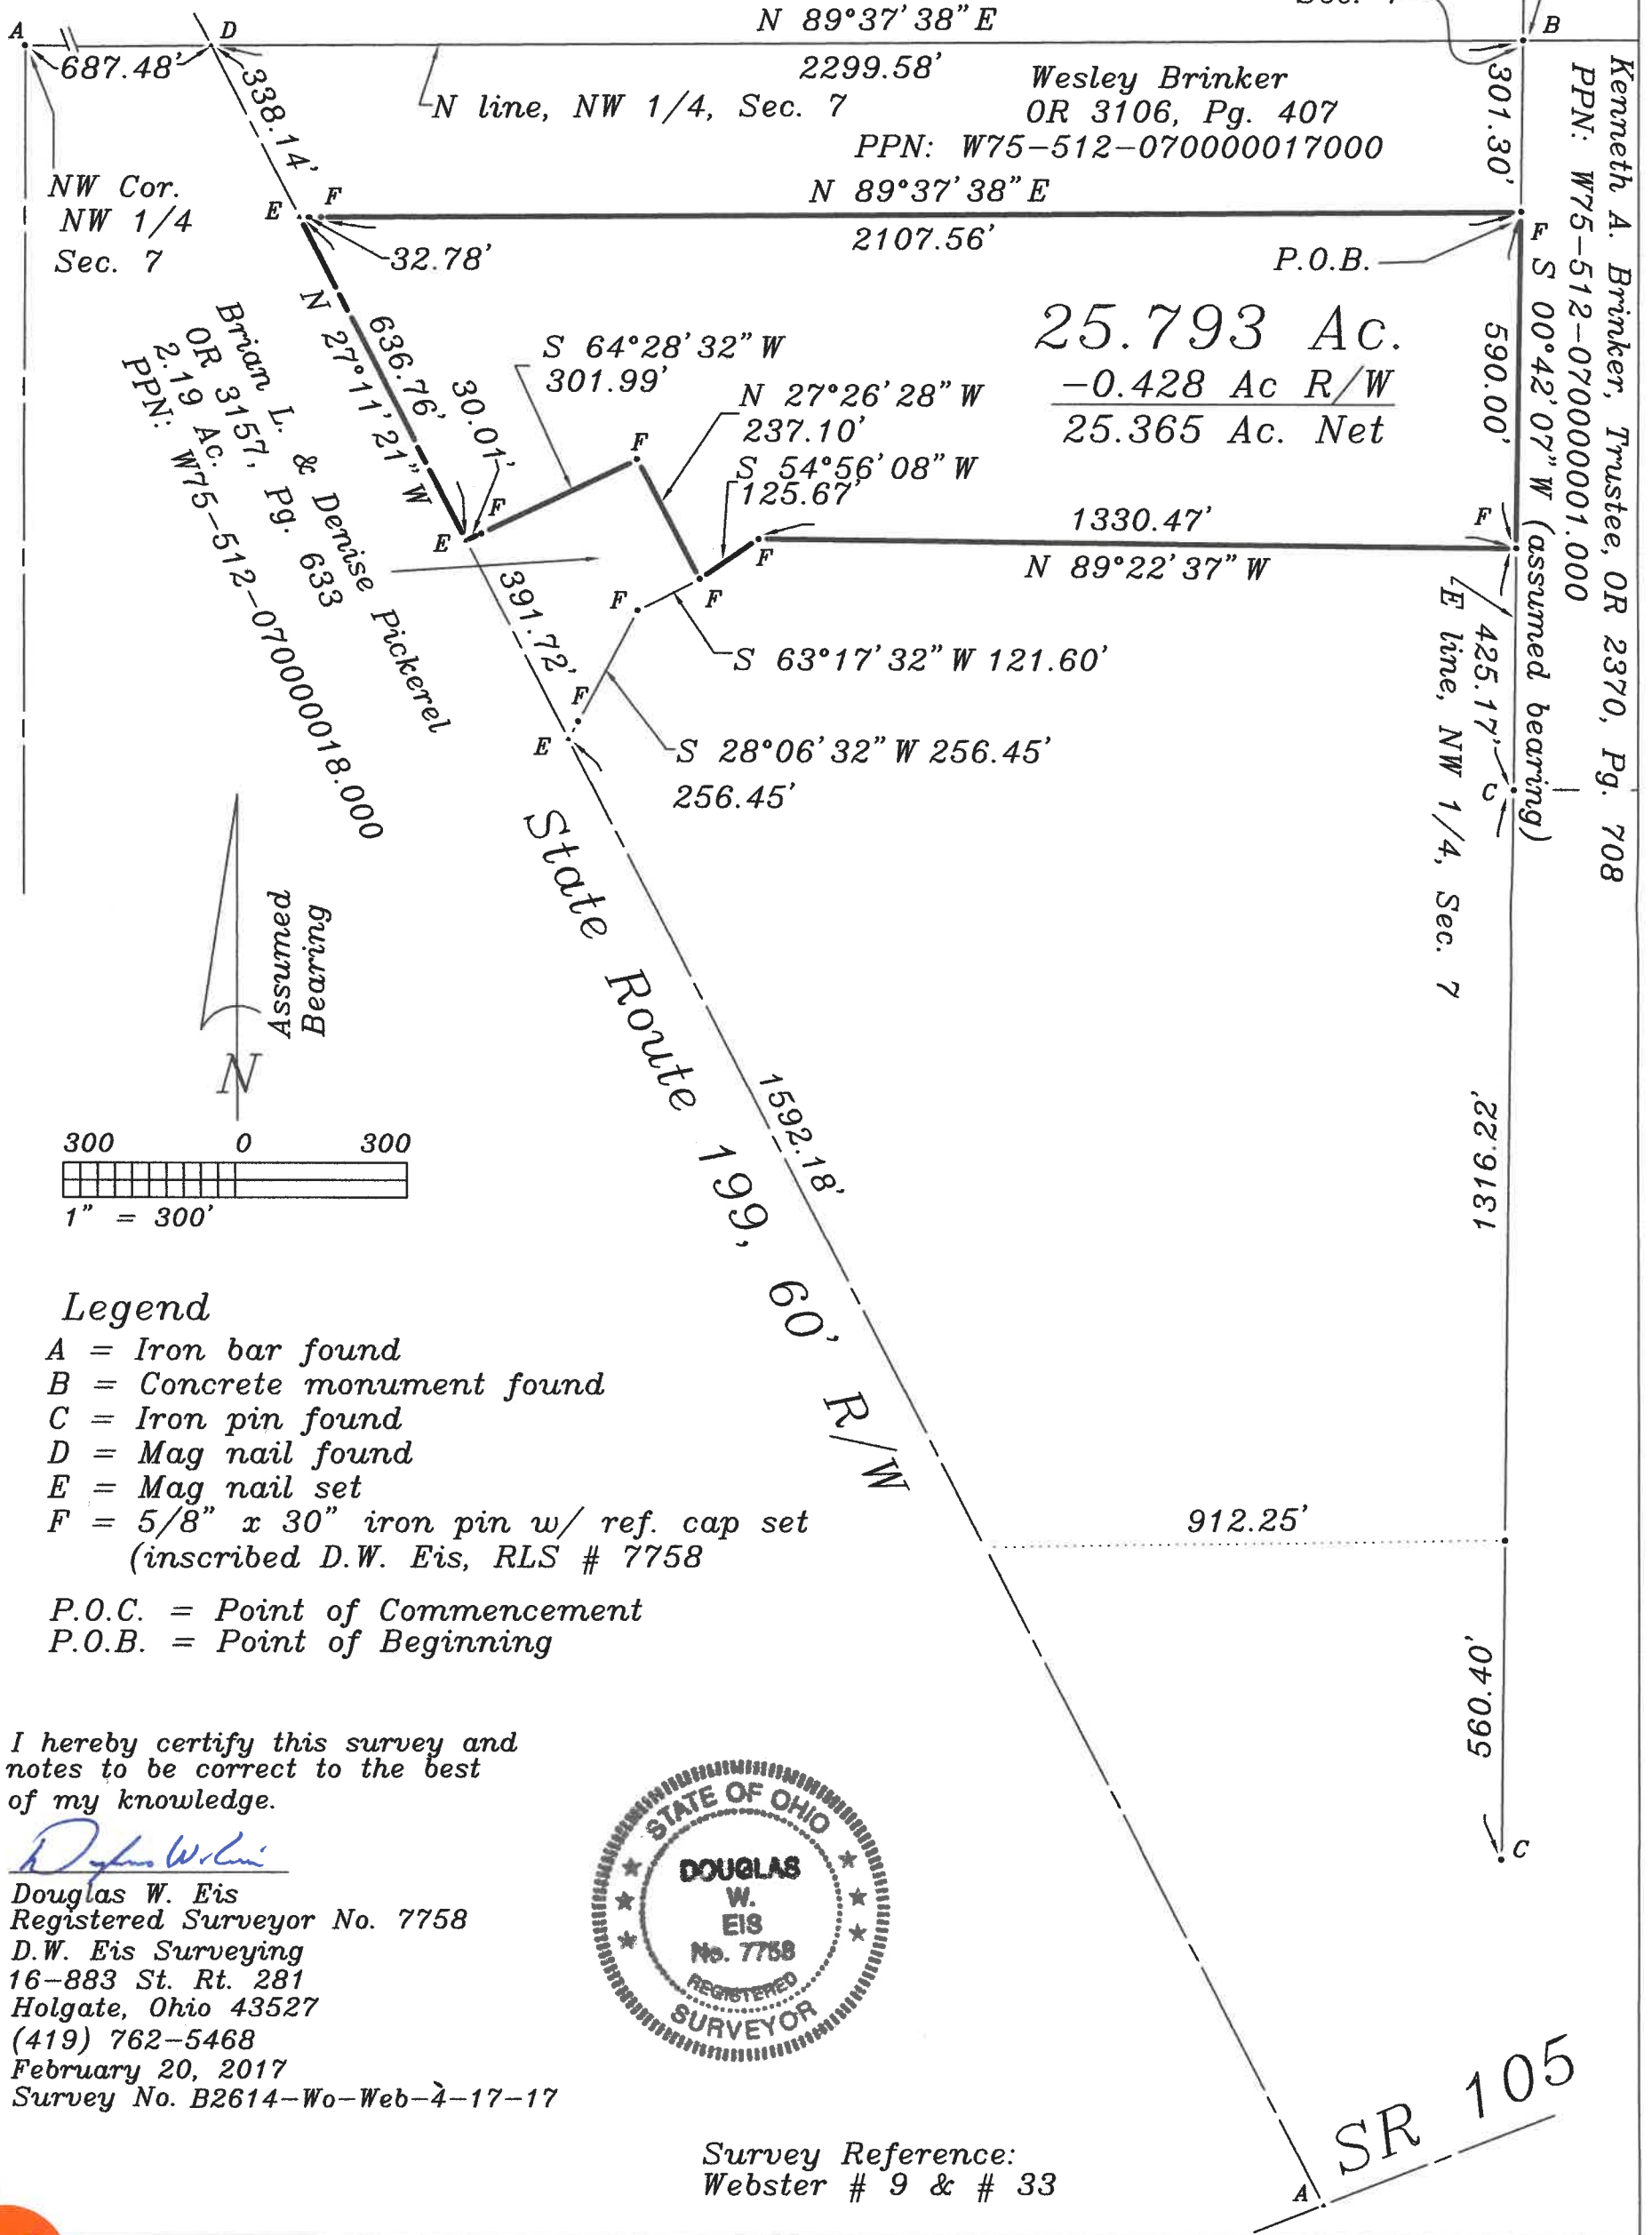 N 89°37'38" E
B
A
D
687.48'
2299.58'
338.14'
N line, NW 1/4, Sec. 7
Wesley Brinker
OR 3106, Pg. 407
PPN: W75-512-070000017000
301.30'
Kenneth A. Brinker, Trustee, OR 2370, Pg. 708
PPN: W75-512-070000001.000
NW Cor.
NW 1/4
Sec. 7
E
F
N 89°37'38" E
2107.56'
32.78'
P.O.B.
F
S 00°42'07" W (assumed bearing)
590.00'
25.793 Ac.
-0.428 Ac R/W
25.365 Ac. Net
N 27°11'21" W
636.76'
30.01'
Brian L. & Denise Pickerel
OR 3157, Pg. 633
2.19 Ac.
PPN: W75-512-070000018.000
S 64°28'32" W
301.99'
N 27°26'28" W
237.10'
S 54°56'08" W
125.67'
F
F
E
F
F
F
F
1330.47'
N 89°22'37" W
391.72'
S 63°17'32" W 121.60'
F
E
S 28°06'32" W 256.45'
256.45'
E line, NW 1/4, Sec. 7
425.17'
C
State Route 199, 60' R/W
Assumed
Bearing
N
300 0 300
1" = 300'
1592.18'
1316.22'
912.25'
560.40'
C
Legend
A = Iron bar found
B = Concrete monument found
C = Iron pin found
D = Mag nail found
E = Mag nail set
F = 5/8" x 30" iron pin w/ ref. cap set
(inscribed D.W. Eis, RLS # 7758
P.O.C. = Point of Commencement
P.O.B. = Point of Beginning
I hereby certify this survey and
notes to be correct to the best
of my knowledge.
Douglas W. Eis
Registered Surveyor No. 7758
D.W. Eis Surveying
16-883 St. Rt. 281
Holgate, Ohio 43527
(419) 762-5468
February 20, 2017
Survey No. B2614-Wo-Web-4-17-17
STATE OF OHIO
DOUGLAS
W.
EIS
No. 7758
REGISTERED
SURVEYOR
Survey Reference:
Webster # 9 & # 33
A
SR 105